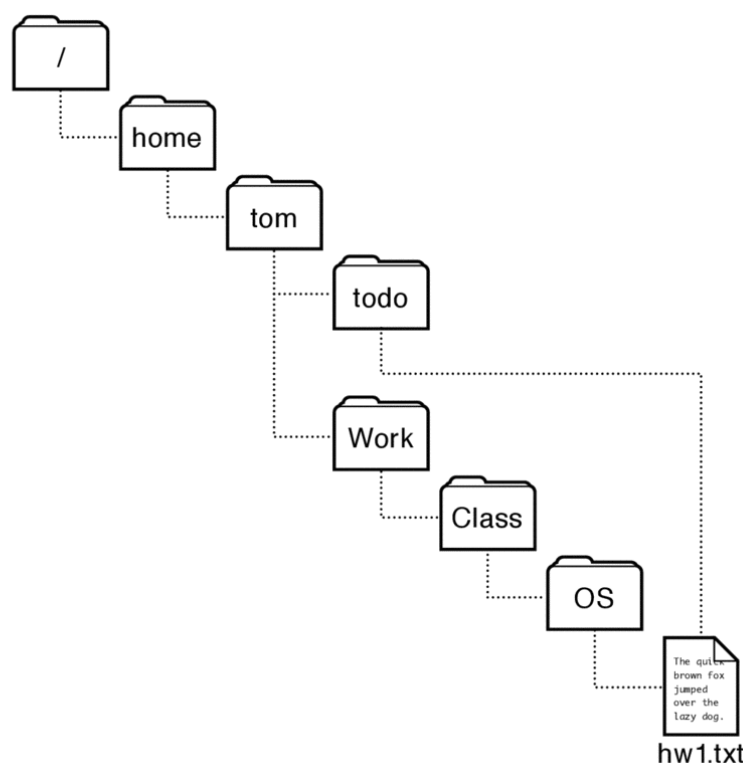 /
home
tom
todo
Work
Class
OS
The quick
brown fox
jumped
over the
lazy dog.
hw1.txt